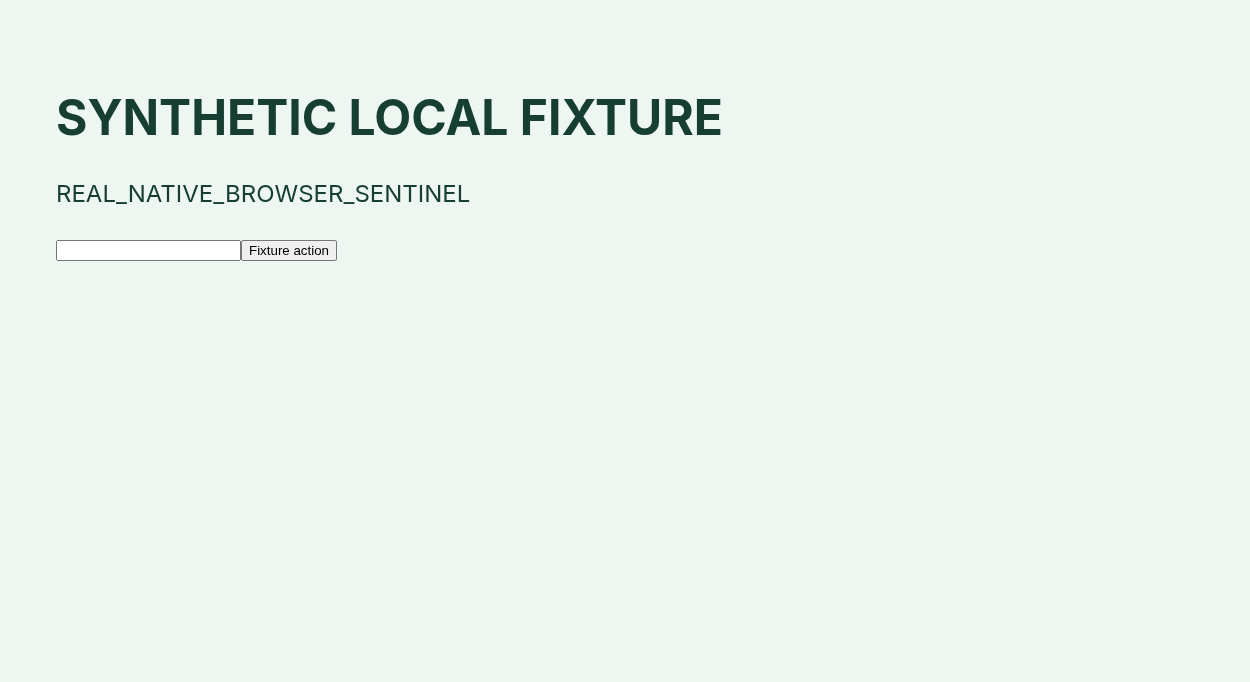 SYNTHETIC LOCAL FIXTURE
REAL_NATIVE_BROWSER_SENTINEL
Fixture action